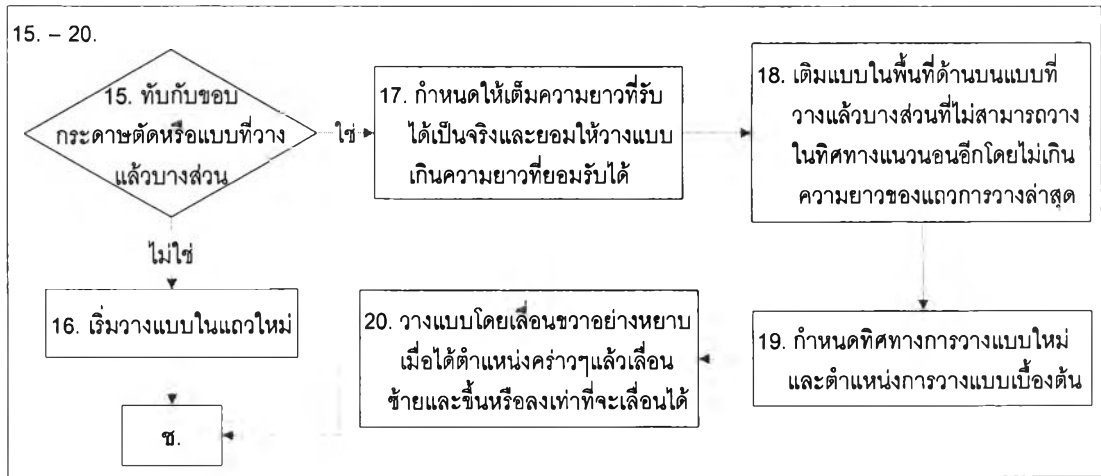 15. – 20.
15. ทับกับขอบ
กระดาษตัดหรือแบบที่วาง
แล้วบางส่วน
ใช่
ไม่ใช่
16. เริ่มวางแบบในแถวใหม่
ช.
17. กำหนดให้เต็มความยาวที่รับ
ได้เป็นจริงและยอมให้วางแบบ
เกินความยาวที่ยอมรับได้
18. เติมแบบในพื้นที่ด้านบนแบบที่
วางแล้วบางส่วนที่ไม่สามารถวาง
ในทิศทางแนวนอนอีกโดยไม่เกิน
ความยาวของแถวการวางล่าสุด
19. กำหนดทิศทางการวางแบบใหม่
และตำแหน่งการวางแบบเบื้องต้น
20. วางแบบโดยเลื่อนขวาอย่างหยาบ
เมื่อได้ตำแหน่งคร่าวๆแล้วเลื่อน
ซ้ายและขึ้นหรือลงเท่าที่จะเลื่อนได้